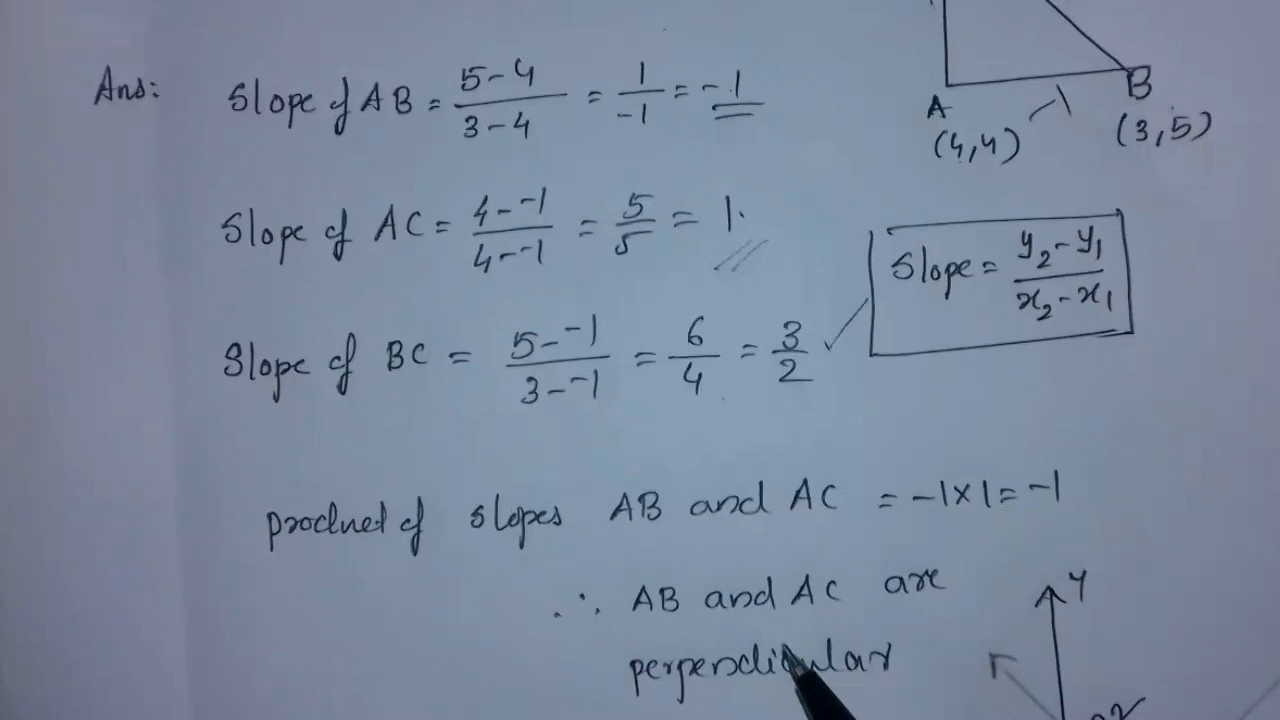 Ans: Slope of AB = 5-4/3-4 = 1/-1 = -1
Slope of AC = 4--1/4--1 = 5/5 = 1.
Slope of BC = 5--1/3--1 = 6/4 = 3/2
product of slopes AB and AC = -1×1 = -1
∴ AB and AC are
perpendicular
A
(4,4)
B
(3,5)
Slope = y₂-y₁/x₂-x₁
Y